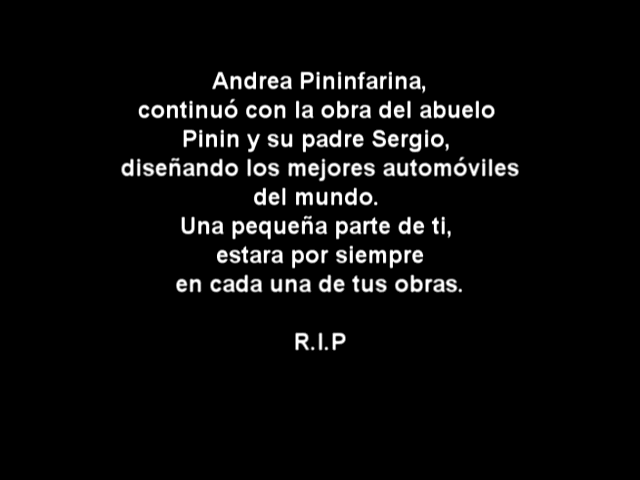 Andrea Pininfarina,
continuó con la obra del abuelo
Pinin y su padre Sergio,
diseñando los mejores automóviles
del mundo.
Una pequeña parte de ti,
estara por siempre
en cada una de tus obras.
R.I.P